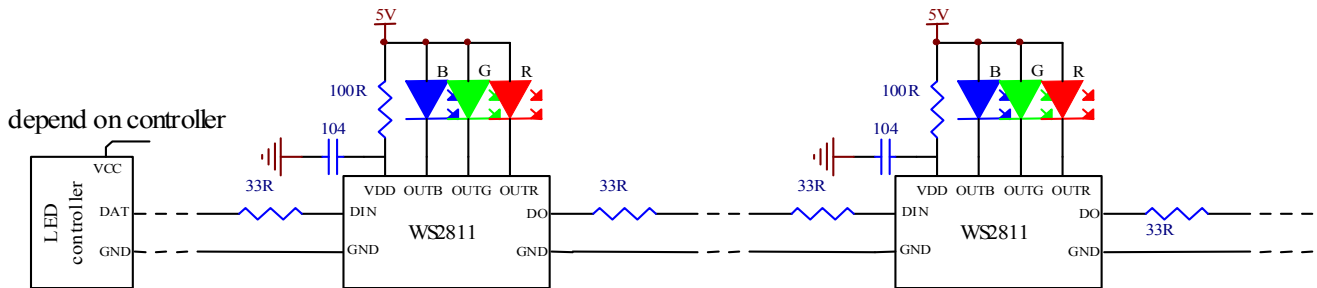 5V
5V
B
G
R
B
G
R
100R
100R
depend on controller
104
104
VCC
33R
VDD
OUTB
OUTG
OUTR
33R
33R
VDD
OUTB
OUTG
OUTR
LED
controller
DAT
DIN
DO
DIN
DO
WS2811
WS2811
33R
GND
GND
GND
GND
GND